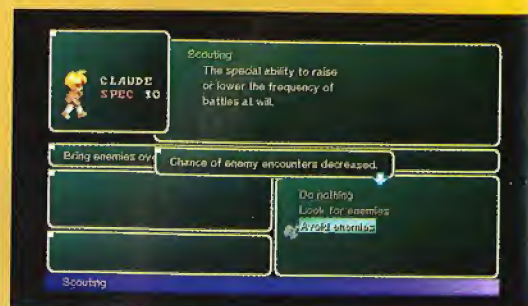 CLAUDE
SPEC 10
Scouting
The special ability to raise
or lower the frequency of
battles at will.
Bring enemies ov
Chance of enemy encounters decreased.
Do nothing
Look for enemies
Avoid enemies
Scouting